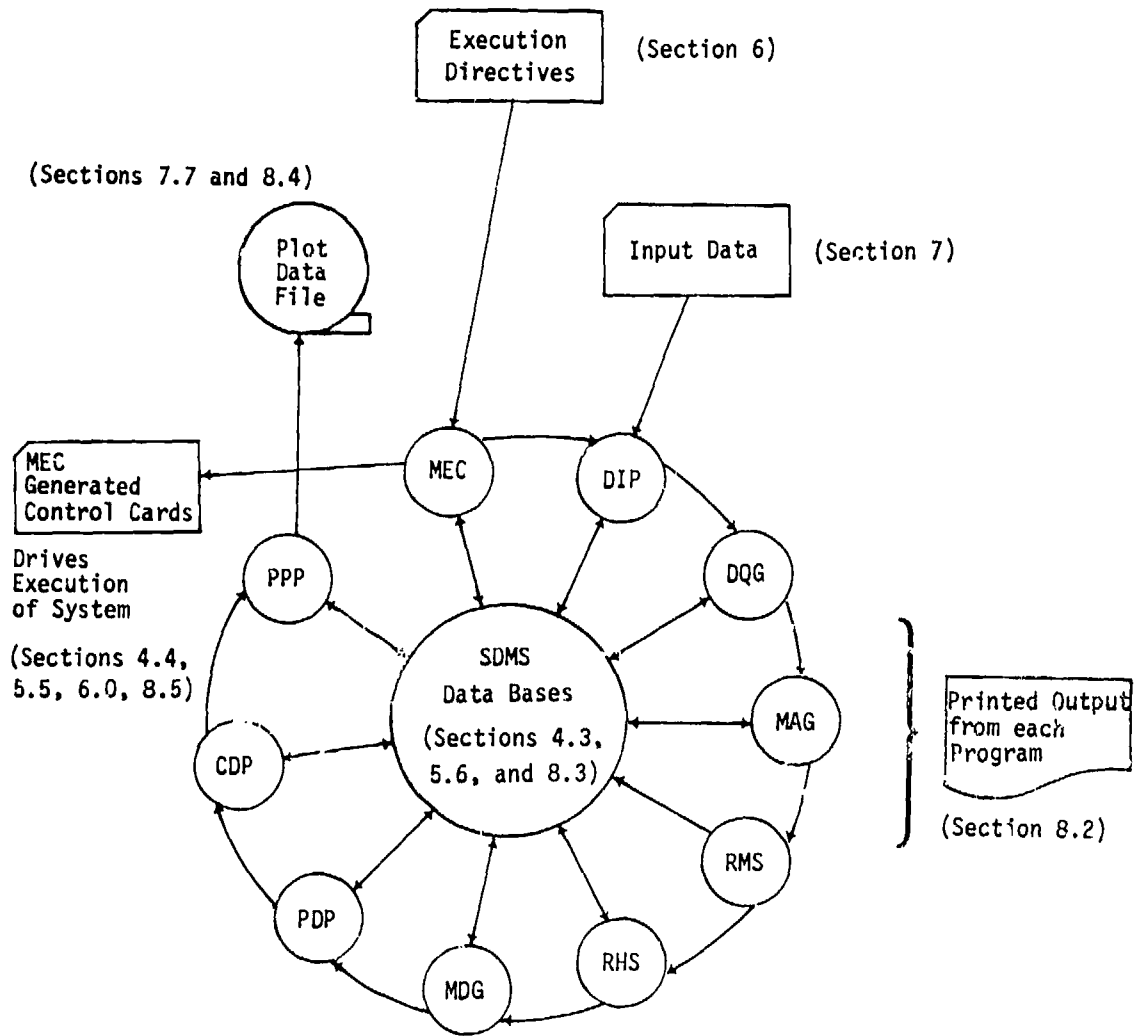 Execution
Directives
(Section 6)
(Sections 7.7 and 8.4)
Plot
Data
File
Input Data
(Section 7)
MEC
Generated
Control Cards
Drives
Execution
of System
(Sections 4.4,
5.5, 6.0, 8.5)
MEC
DIP
DQG
MAG
RMS
RHS
MDG
PDP
CDP
PPP
SDMS
Data Bases
(Sections 4.3,
5.6, and 8.3)
Printed Output
from each
Program
(Section 8.2)